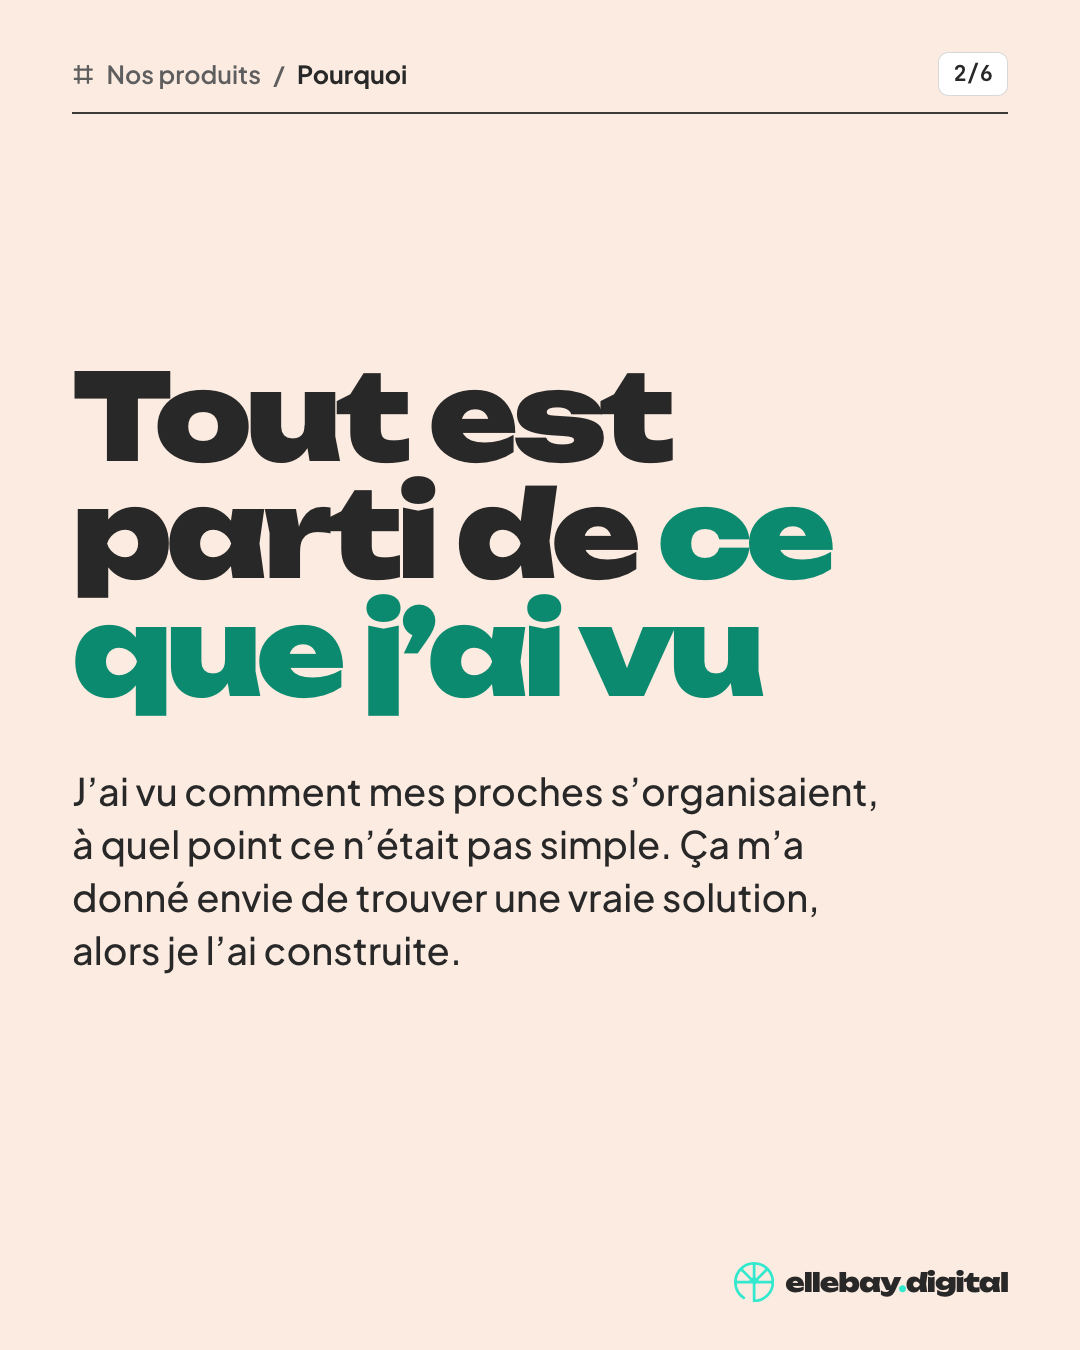 # Nos produits / Pourquoi
2/6
Tout est
parti de ce
que j’ai vu
J’ai vu comment mes proches s’organisaient,
à quel point ce n’était pas simple. Ça m’a
donné envie de trouver une vraie solution,
alors je l’ai construite.
ellebay.digital